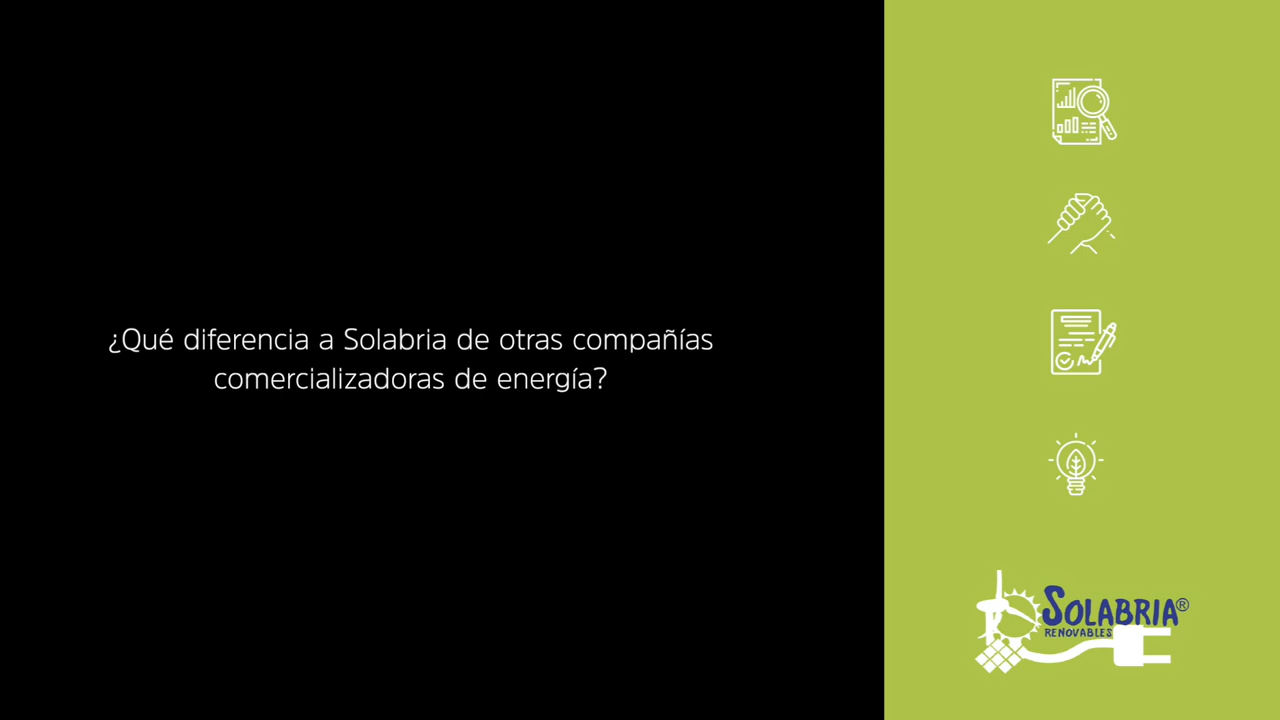 ¿Qué diferencia a Solabria de otras compañías
comercializadoras de energía?
SOLABRIA®
RENOVABLES